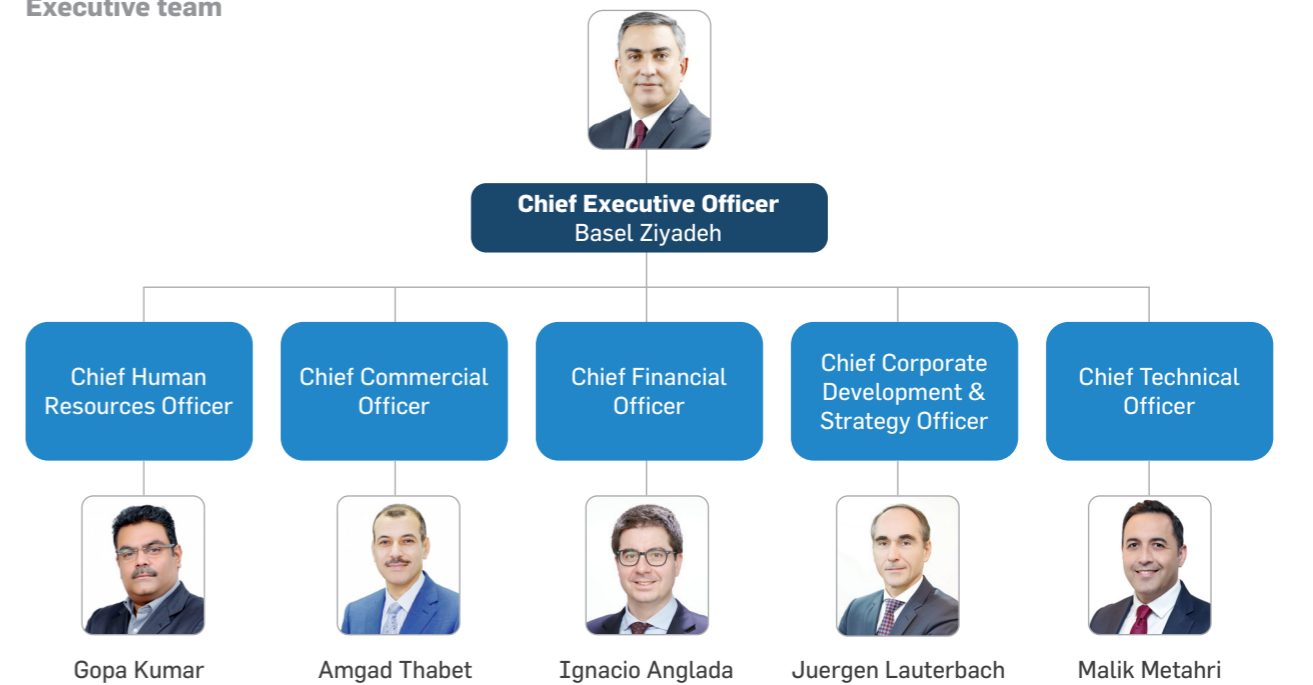 Executive team
Chief Executive Officer
Basel Ziyadeh
Chief Human
Resources Officer
Chief Commercial
Officer
Chief Financial
Officer
Chief Corporate
Development &
Strategy Officer
Chief Technical
Officer
Gopa Kumar
Amgad Thabet
Ignacio Anglada
Juergen Lauterbach
Malik Metahri